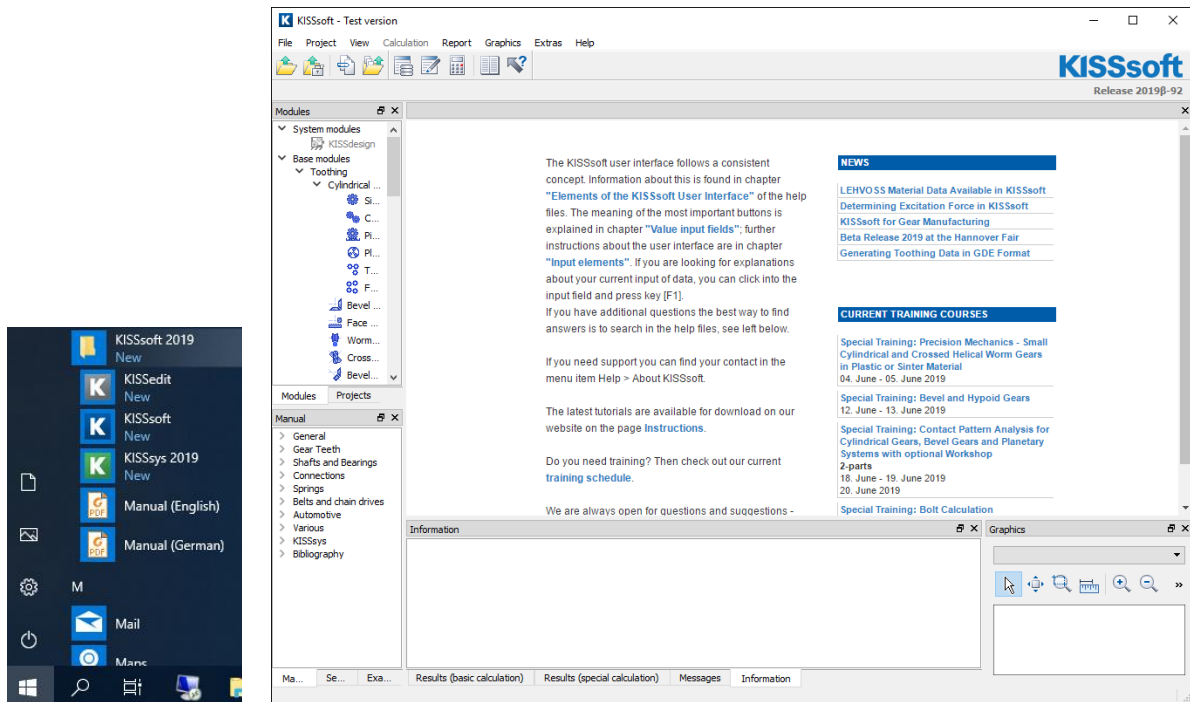 KISSsoft 2019
New
KISSedit
New
KISSsoft
New
KISSsys 2019
New
Manual (English)
Manual (German)
M
Mail
Maps
KISSsoft - Test version
File Project View Calculation Report Graphics Extras Help
KISSsoft
Release 2019β-92
Modules
System modules
KISSdesign
Base modules
Toothing
Cylindrical ...
Si...
C...
Pi...
Pl...
T...
F...
Bevel ...
Face ...
Worm...
Cross...
Bevel...
Modules Projects
Manual
General
Gear Teeth
Shafts and Bearings
Connections
Springs
Belts and chain drives
Automotive
Various
KISSsys
Bibliography
Ma... Se... Exa...
The KISSsoft user interface follows a consistent
concept. Information about this is found in chapter
"Elements of the KISSsoft User Interface" of the help
files. The meaning of the most important buttons is
explained in chapter "Value input fields"; further
instructions about the user interface are in chapter
"Input elements". If you are looking for explanations
about your current input of data, you can click into the
input field and press key [F1].
If you have additional questions the best way to find
answers is to search in the help files, see left below.
If you need support you can find your contact in the
menu item Help > About KISSsoft.
The latest tutorials are available for download on our
website on the page Instructions.
Do you need training? Then check out our current
training schedule.
We are always open for questions and suggestions -
NEWS
LEHVOSS Material Data Available in KISSsoft
Determining Excitation Force in KISSsoft
KISSsoft for Gear Manufacturing
Beta Release 2019 at the Hannover Fair
Generating Toothing Data in GDE Format
CURRENT TRAINING COURSES
Special Training: Precision Mechanics - Small
Cylindrical and Crossed Helical Worm Gears
in Plastic or Sinter Material
04. June - 05. June 2019
Special Training: Bevel and Hypoid Gears
12. June - 13. June 2019
Special Training: Contact Pattern Analysis for
Cylindrical Gears, Bevel Gears and Planetary
Systems with optional Workshop
2-parts
18. June - 19. June 2019
20. June 2019
Special Training: Bolt Calculation
Information
Results (basic calculation) Results (special calculation) Messages Information
Graphics